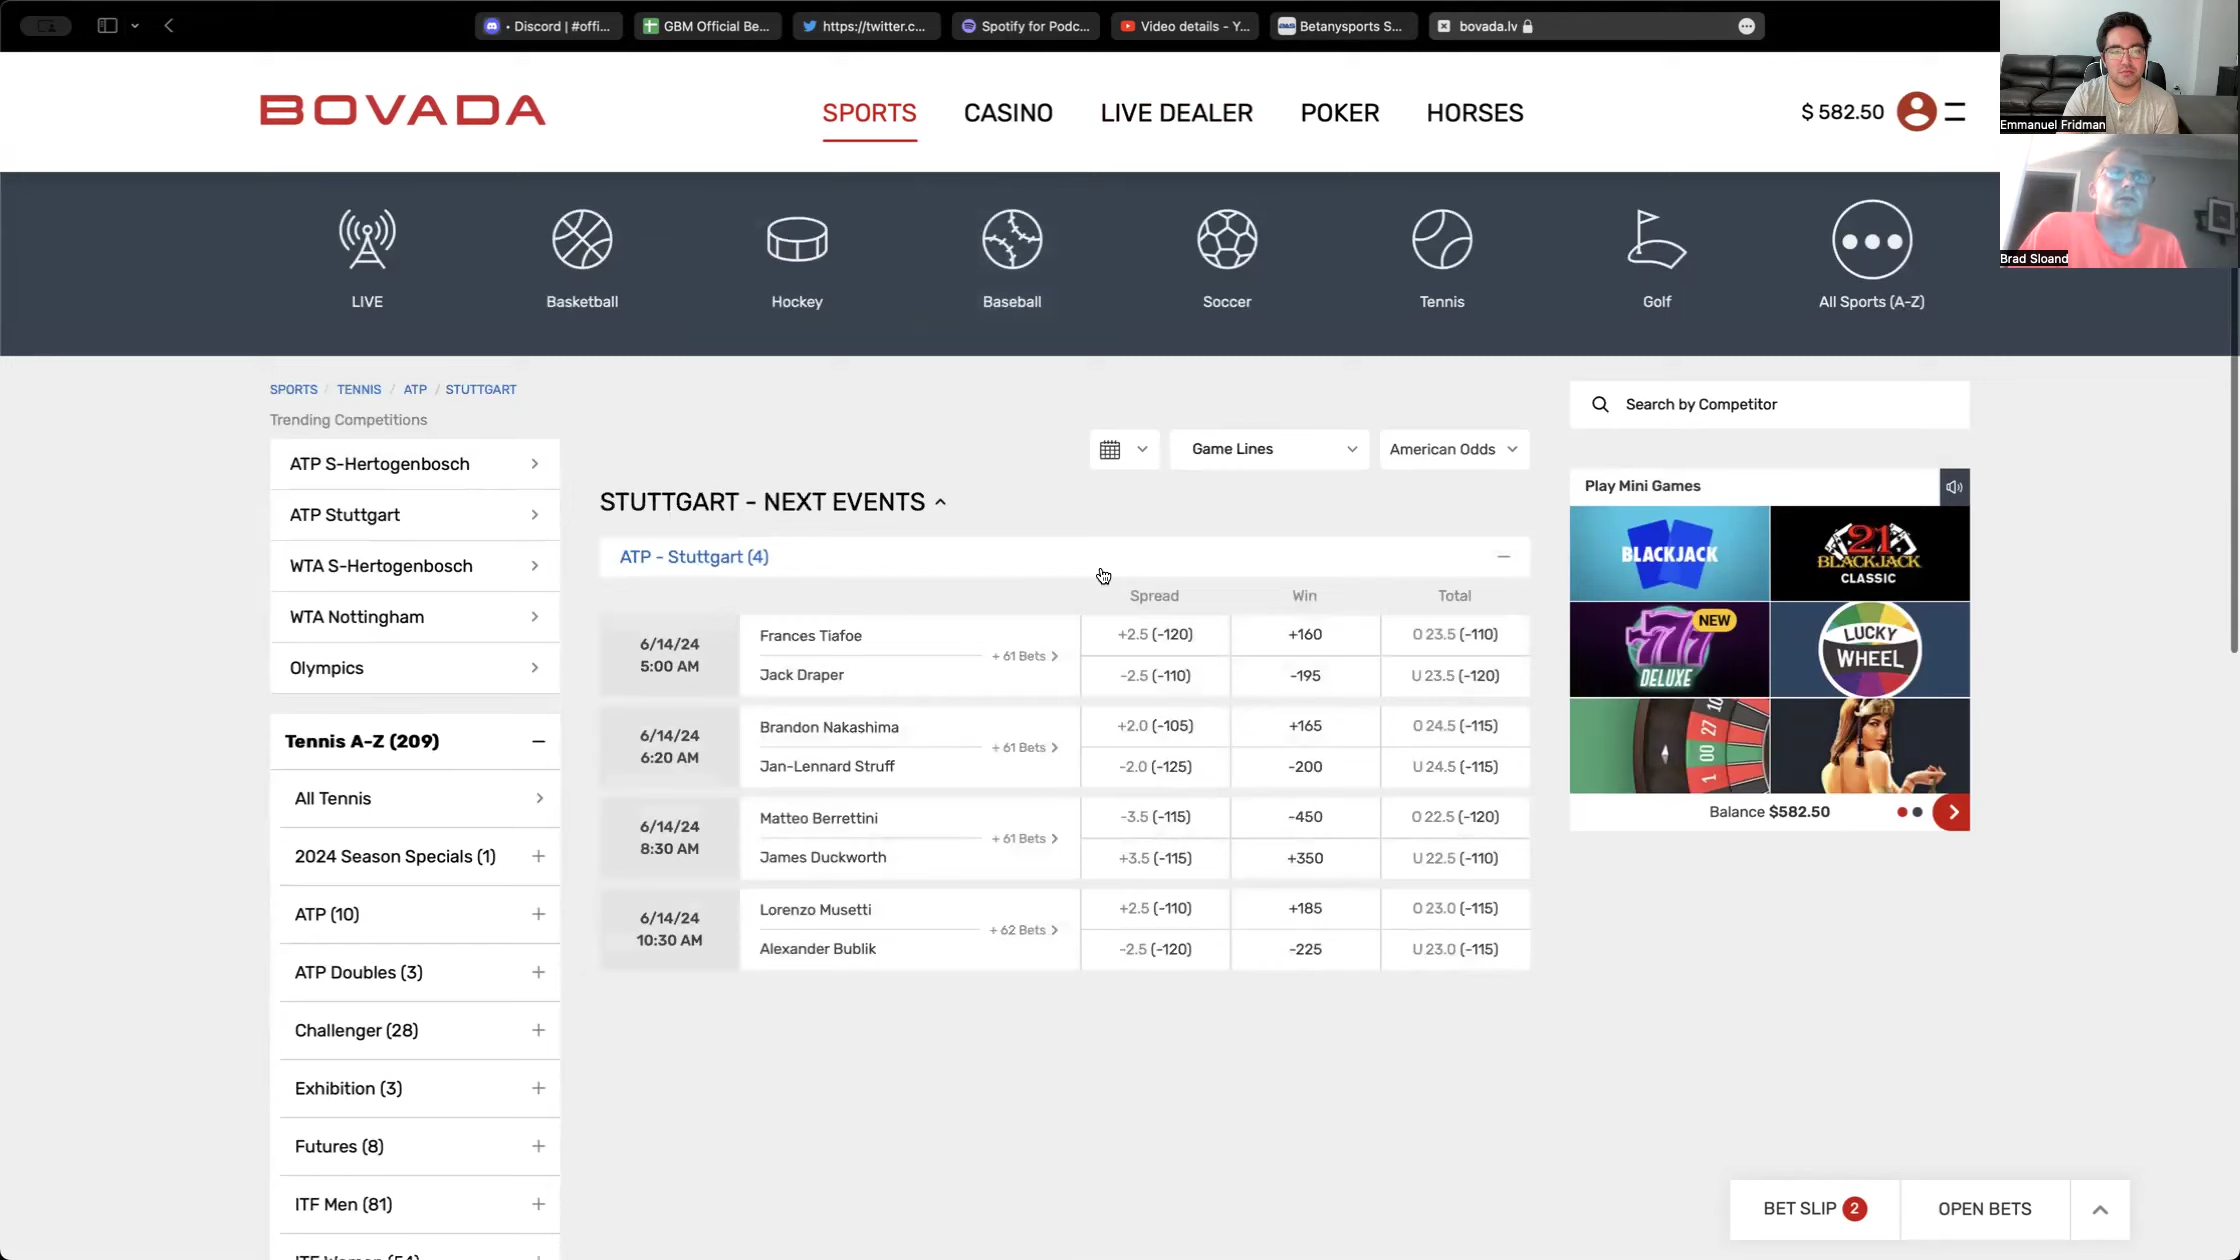 • Discord | #offi...
GBM Official Be...
https://twitter.c...
Spotify for Podc...
Video details - Y...
Betanysports S...
bovada.lv
Emmanuel Fridman
Brad Sloand
BOVADA
SPORTS
CASINO
LIVE DEALER
POKER
HORSES
$ 582.50
LIVE
Basketball
Hockey
Baseball
Soccer
Tennis
Golf
All Sports (A-Z)
SPORTS / TENNIS / ATP / STUTTGART
Trending Competitions
ATP S-Hertogenbosch
ATP Stuttgart
WTA S-Hertogenbosch
WTA Nottingham
Olympics
Tennis A-Z (209)
All Tennis
2024 Season Specials (1)
ATP (10)
ATP Doubles (3)
Challenger (28)
Exhibition (3)
Futures (8)
ITF Men (81)
Game Lines
American Odds
STUTTGART - NEXT EVENTS
ATP - Stuttgart (4)
Spread Win Total
6/14/24
5:00 AM
Frances Tiafoe
+ 61 Bets
Jack Draper
+2.5 (-120) +160 O 23.5 (-110)
-2.5 (-110) -195 U 23.5 (-120)
6/14/24
6:20 AM
Brandon Nakashima
+ 61 Bets
Jan-Lennard Struff
+2.0 (-105) +165 O 24.5 (-115)
-2.0 (-125) -200 U 24.5 (-115)
6/14/24
8:30 AM
Matteo Berrettini
+ 61 Bets
James Duckworth
-3.5 (-115) -450 O 22.5 (-120)
+3.5 (-115) +350 U 22.5 (-110)
6/14/24
10:30 AM
Lorenzo Musetti
+ 62 Bets
Alexander Bublik
+2.5 (-110) +185 O 23.0 (-115)
-2.5 (-120) -225 U 23.0 (-115)
Search by Competitor
Play Mini Games
BLACKJACK
21
BLACKJACK
CLASSIC
NEW
777
DELUXE
LUCKY
WHEEL
10
27
00
1
Balance $582.50
BET SLIP 2
OPEN BETS